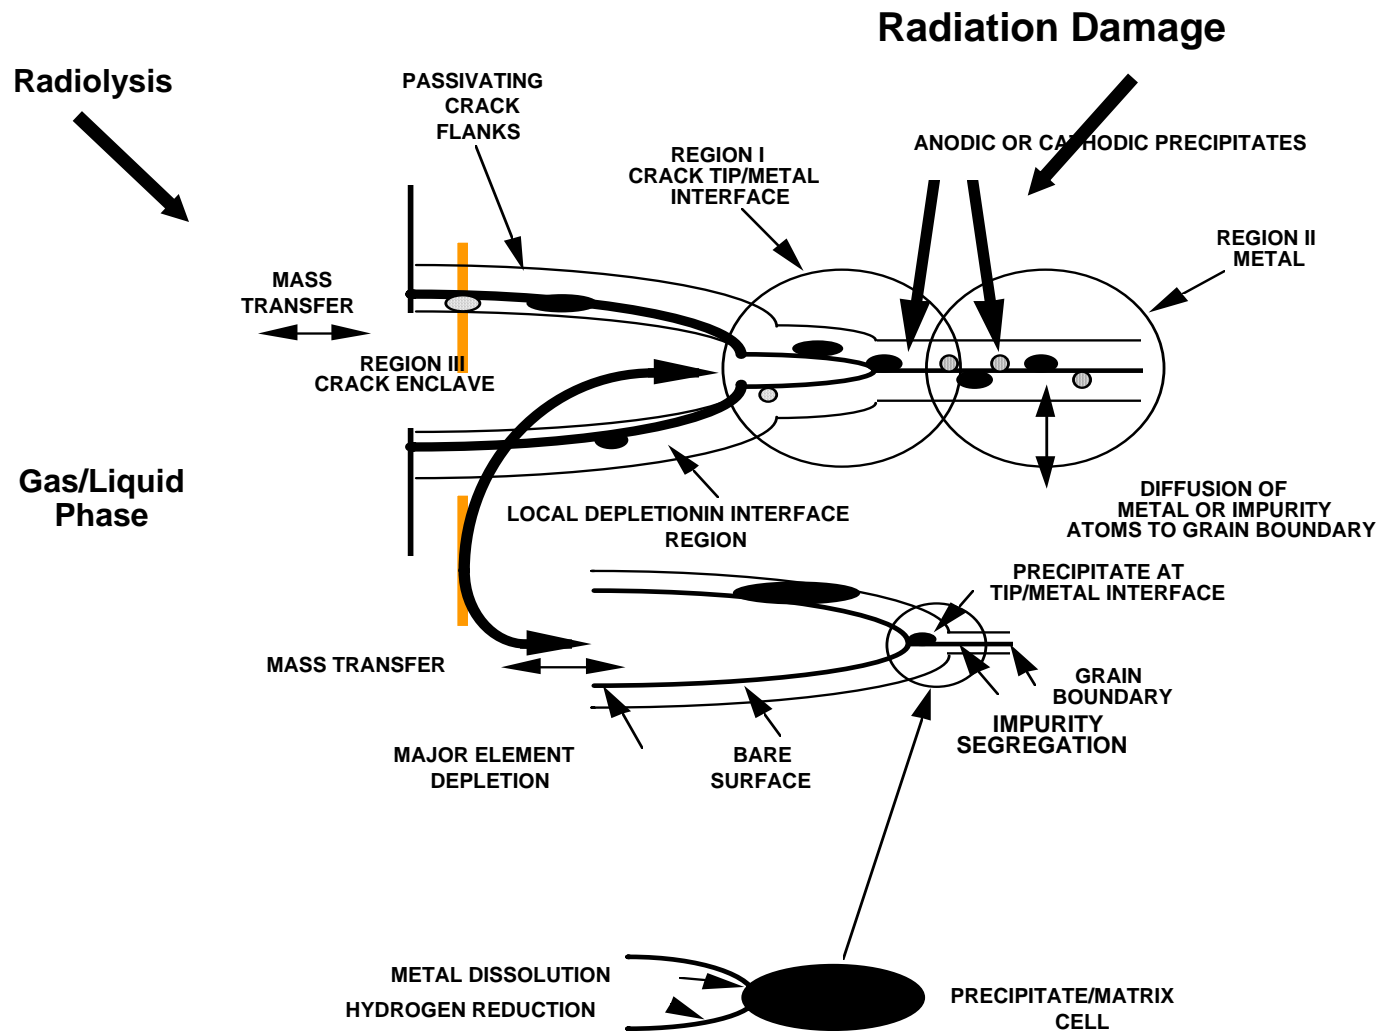 Radiation Damage
Radiolysis
PASSIVATING
CRACK
FLANKS
REGION I
CRACK TIP/METAL
INTERFACE
ANODIC OR CATHODIC PRECIPITATES
REGION II
METAL
MASS
TRANSFER
REGION III
CRACK ENCLAVE
Gas/Liquid
Phase
LOCAL DEPLETIONIN INTERFACE
REGION
DIFFUSION OF
METAL OR IMPURITY
ATOMS TO GRAIN BOUNDARY
PRECIPITATE AT
TIP/METAL INTERFACE
MASS TRANSFER
GRAIN
BOUNDARY
IMPURITY
SEGREGATION
MAJOR ELEMENT
DEPLETION
BARE
SURFACE
METAL DISSOLUTION
HYDROGEN REDUCTION
PRECIPITATE/MATRIX
CELL